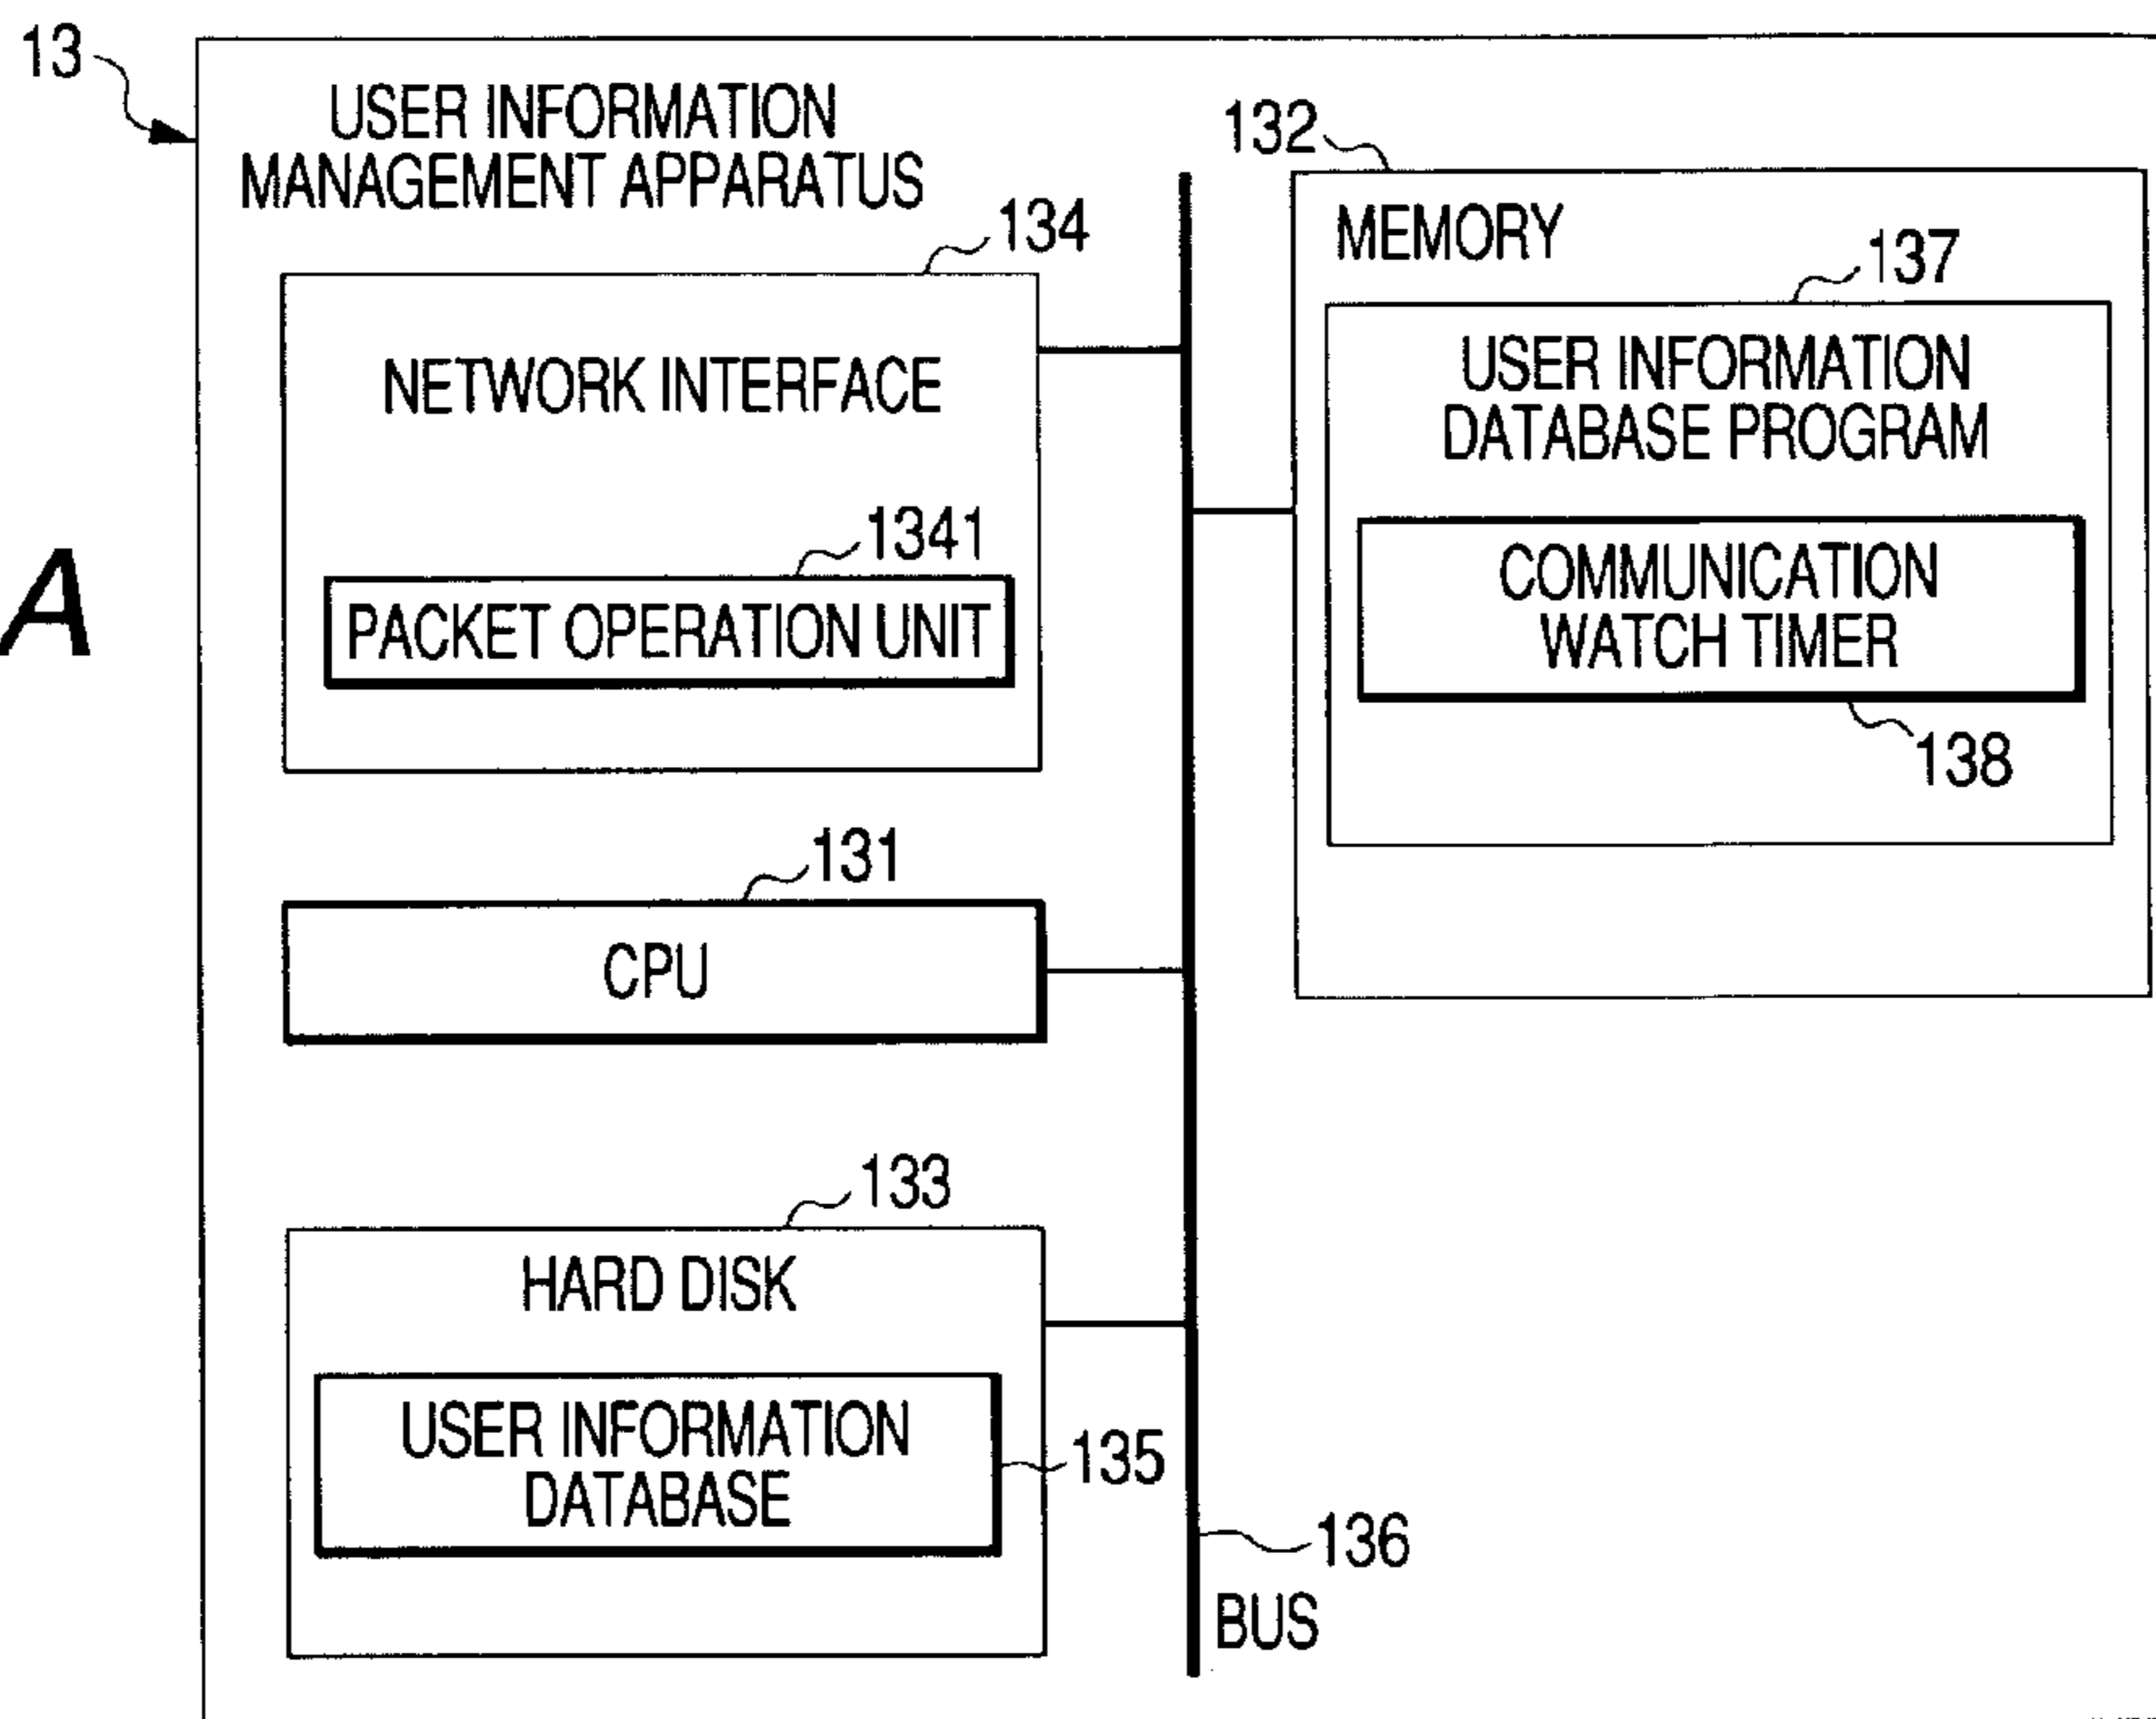 13
USER INFORMATION
MANAGEMENT APPARATUS
134
NETWORK INTERFACE
1341
PACKET OPERATION UNIT
A
131
CPU
133
HARD DISK
USER INFORMATION
DATABASE
135
136
BUS
132
MEMORY
137
USER INFORMATION
DATABASE PROGRAM
COMMUNICATION
WATCH TIMER
138